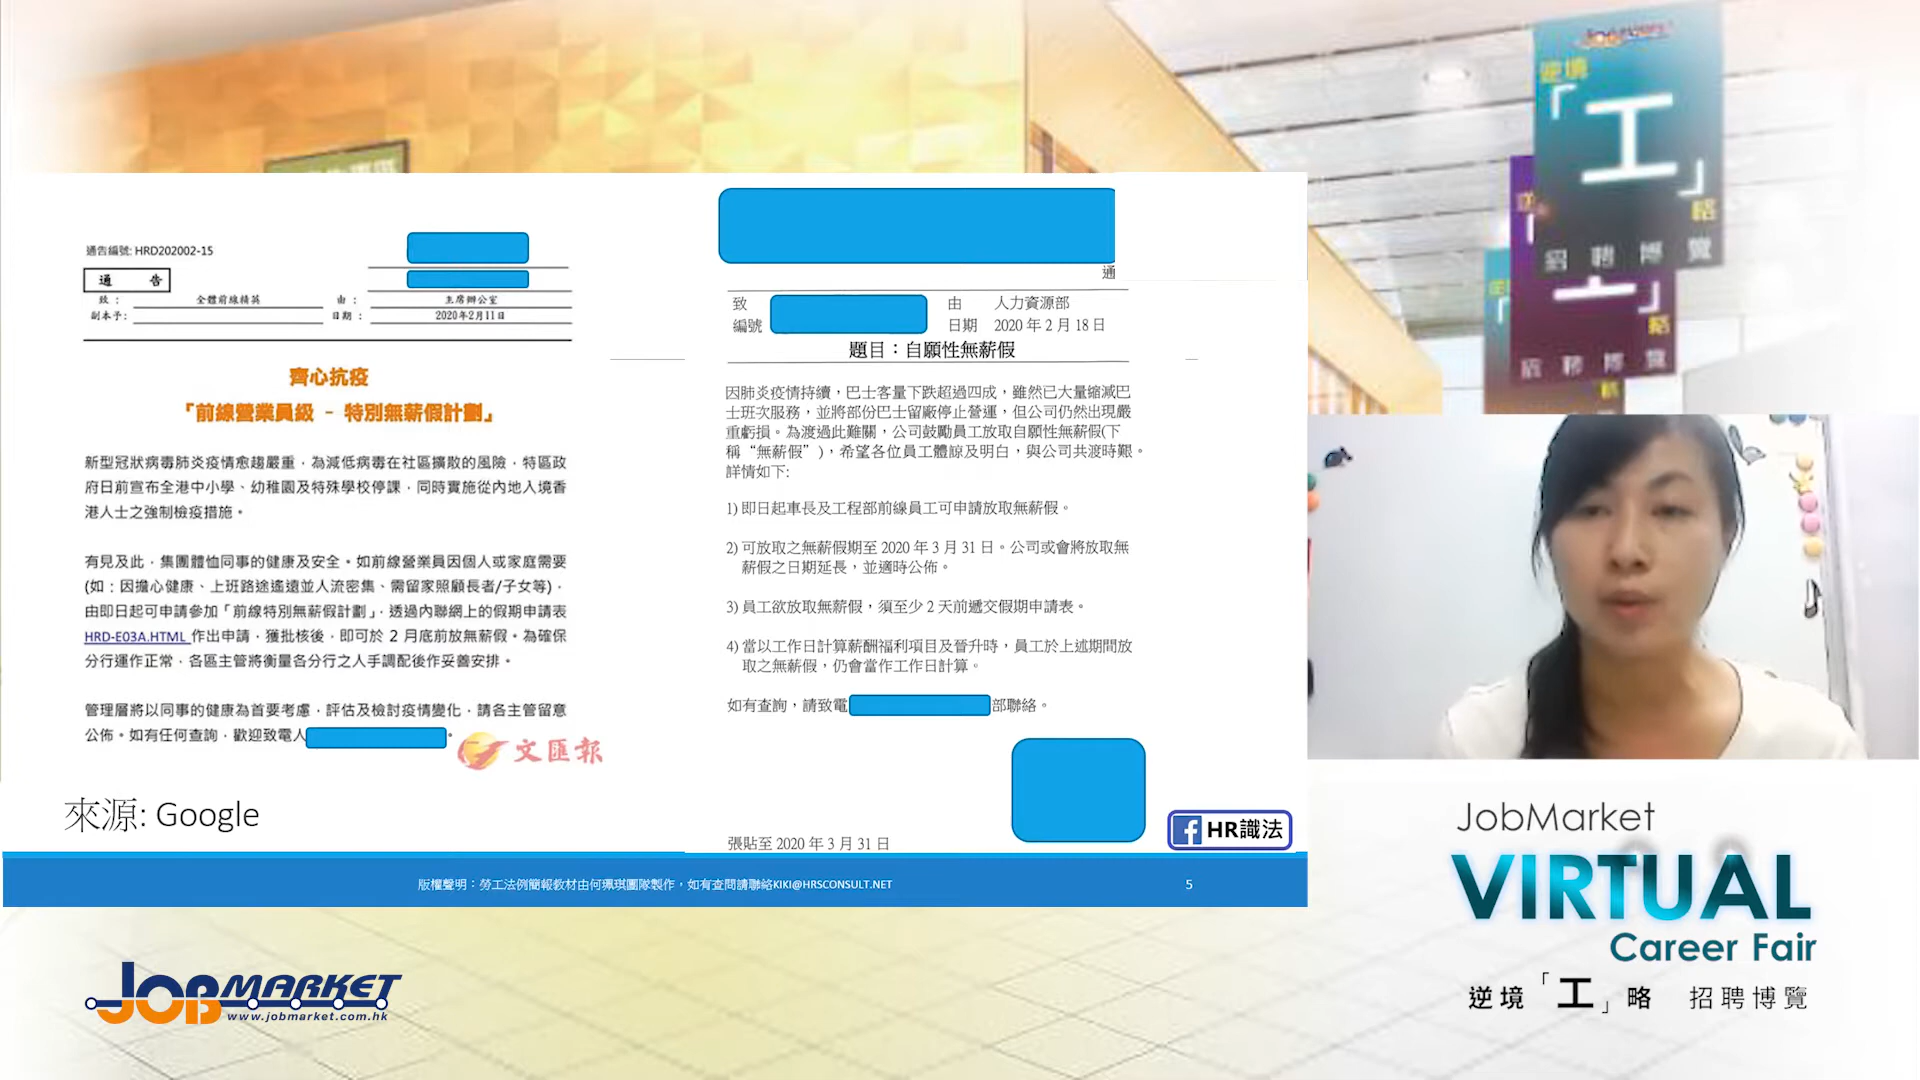 通告編號: HRD202002-15
通 告
致： 全體前線精英 由： 主席辦公室
副本予： 日期： 2020年2月11日
齊心抗疫
「前線營業員級 － 特別無薪假計劃」
新型冠狀病毒肺炎疫情愈趨嚴重，為減低病毒在社區擴散的風險，特區政
府日前宣布全港中小學、幼稚園及特殊學校停課，同時實施從內地入境香
港人士之強制檢疫措施。
有見及此，集團體恤同事的健康及安全。如前線營業員因個人或家庭需要
(如：因擔心健康、上班路途遙遠並人流密集、需留家照顧長者/子女等)，
由即日起可申請參加「前線特別無薪假計劃」，透過內聯網上的假期申請表
HRD-E03A.HTML 作出申請，獲批核後，即可於 2 月底前放無薪假。為確保
分行運作正常，各區主管將衡量各分行之人手調配後作妥善安排。
管理層將以同事的健康為首要考慮，評估及檢討疫情變化，請各主管留意
公佈。如有任何查詢，歡迎致電人 。
文匯報
來源: Google
通
致 由 人力資源部
編號 日期 2020 年 2 月 18 日
題目：自願性無薪假
因肺炎疫情持續，巴士客量下跌超過四成，雖然已大量縮減巴
士班次服務，並將部份巴士留廠停止營運，但公司仍然出現嚴
重虧損。為渡過此難關，公司鼓勵員工放取自願性無薪假(下
稱“無薪假”)，希望各位員工體諒及明白，與公司共渡時艱。
詳情如下:
1) 即日起車長及工程部前線員工可申請放取無薪假。
2) 可放取之無薪假期至 2020 年 3 月 31 日。公司或會將放取無
薪假之日期延長，並適時公佈。
3) 員工欲放取無薪假，須至少 2 天前遞交假期申請表。
4) 當以工作日計算薪酬福利項目及晉升時，員工於上述期間放
取之無薪假，仍會當作工作日計算。
如有查詢，請致電 部聯絡。
張貼至 2020 年 3 月 31 日
HR識法
版權聲明：勞工法例簡報教材由何珮琪團隊製作，如有查問請聯絡KIKI@HRSCONSULT.NET
5
JOBMARKET
逆境
「工」
略
招聘博覽
略
招聘博覽
JobMarket
VIRTUAL
Career Fair
逆境「工」略 招聘博覽
JOBMARKET
www.jobmarket.com.hk